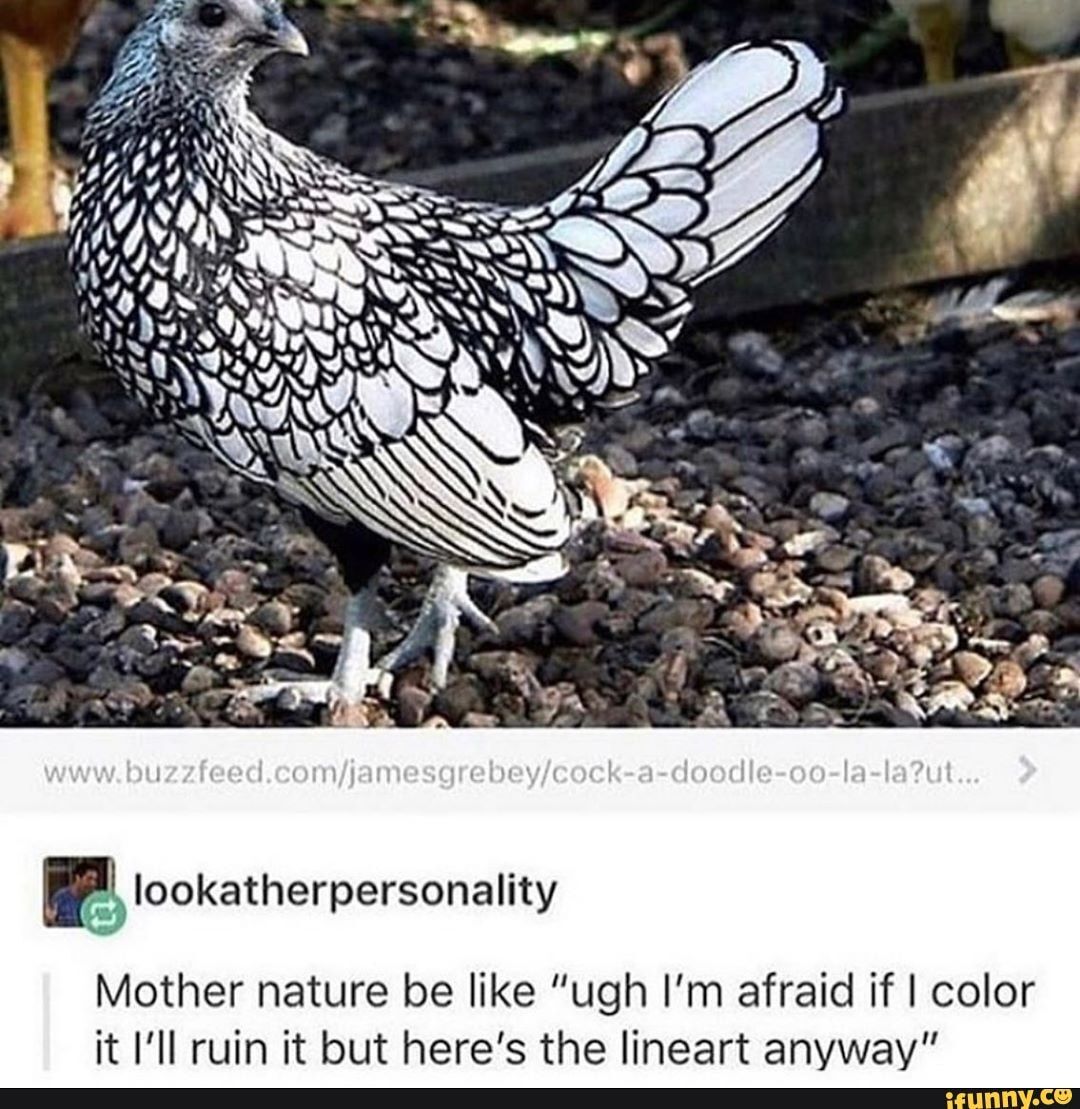 www.buzzfeed.com/jamesgrebey/cock-a-doodle-oo-la-la?ut...
lookatherpersonality
Mother nature be like "ugh I'm afraid if I color
it I'll ruin it but here's the lineart anyway"
ifunny.co